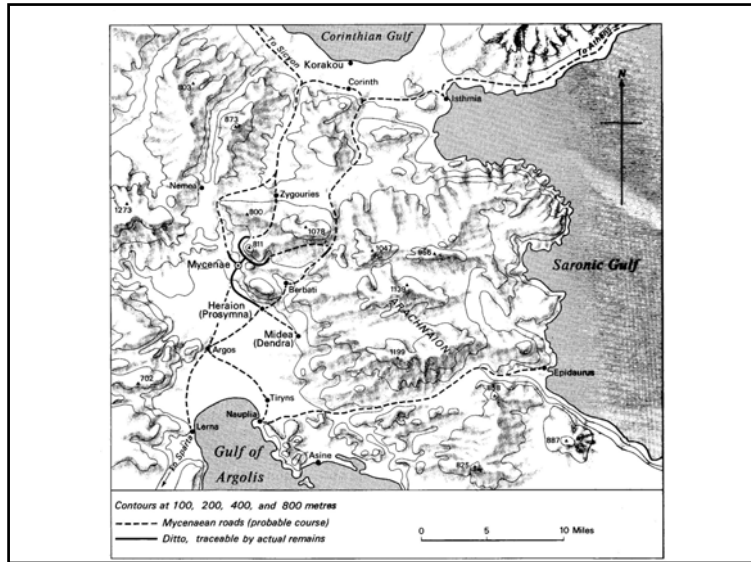 Corinthian Gulf
To Sicyon
Korakou
To Athens
Corinth
Isthmia
803
873
N
Nemea
Zygouries
1273
800
1078
811
1047
Mycenae
Berbati
1139
Saronic Gulf
Heraion
(Prosymna)
ARACHNAION
Midea
(Dendra)
Argos
1199
702
Epidaurus
Tiryns
Nauplia
Lerna
887
To Sparta
Gulf of
Argolis
Asine
Contours at 100, 200, 400, and 800 metres
Mycenaean roads (probable course)
0 5 10 Miles
Ditto, traceable by actual remains